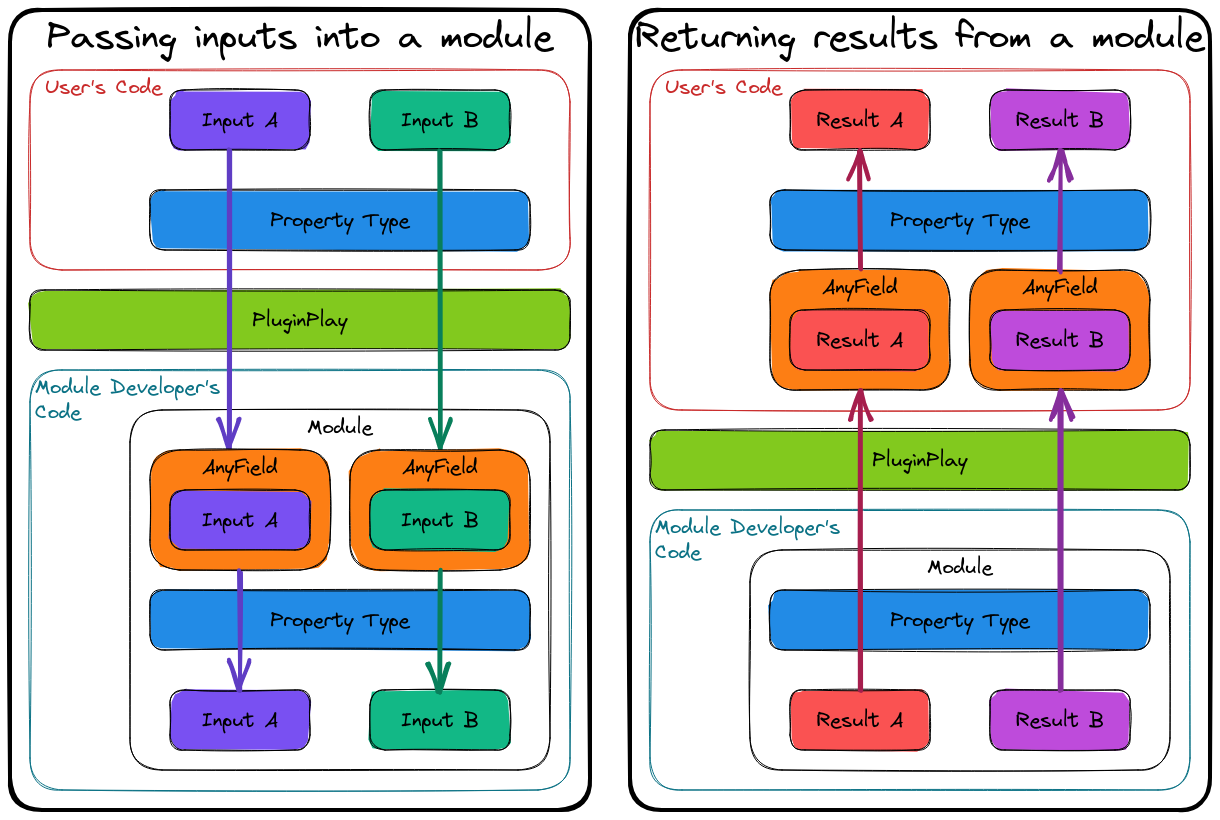 Passing inputs into a module
User's Code
Input A
Input B
Property Type
PluginPlay
Module Developer's
Code
Module
AnyField
AnyField
Input A
Input B
Property Type
Input A
Input B
Returning results from a module
User's Code
Result A
Result B
Property Type
AnyField
AnyField
Result A
Result B
PluginPlay
Module Developer's
Code
Module
Property Type
Result A
Result B